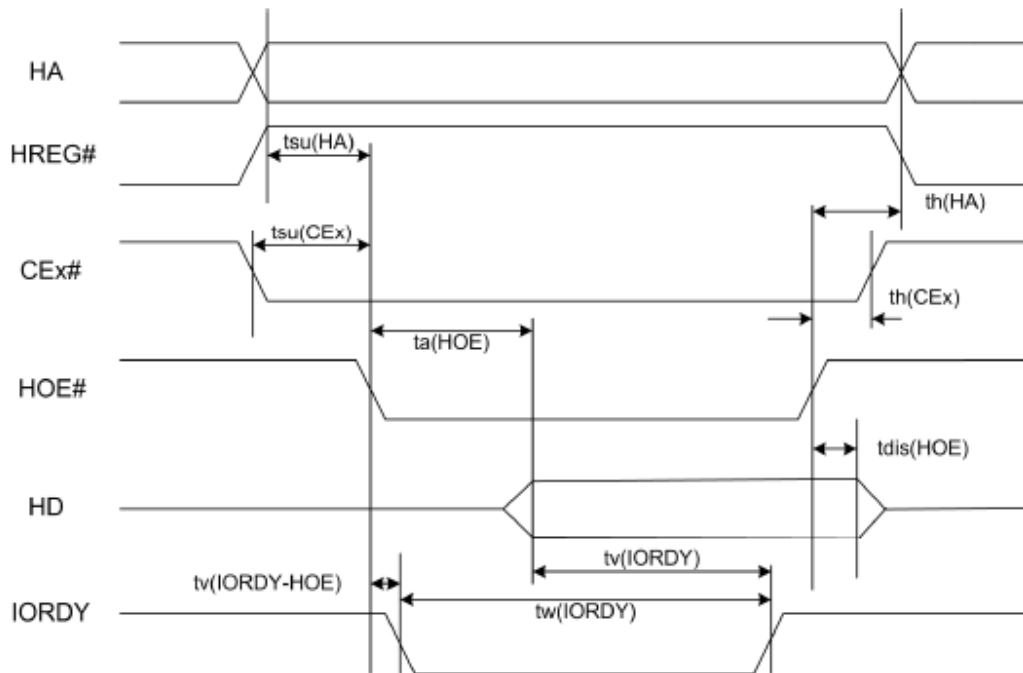 HA
HREG#
tsu(HA)
th(HA)
CEx#
tsu(CEx)
th(CEx)
ta(HOE)
HOE#
tdis(HOE)
HD
tv(IORDY)
tv(IORDY-HOE)
tw(IORDY)
IORDY